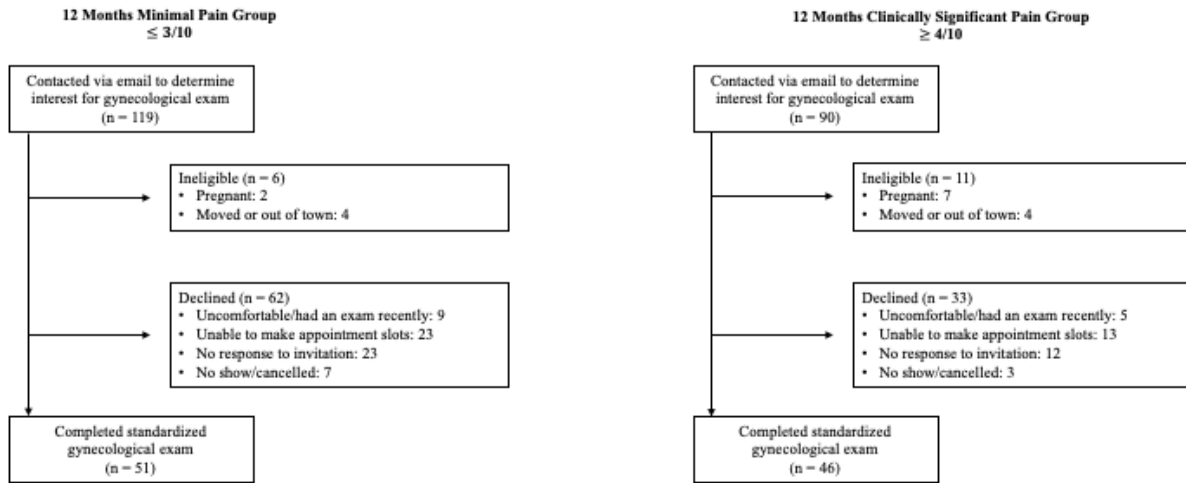 12 Months Minimal Pain Group
≤ 3/10
Contacted via email to determine
interest for gynecological exam
(n = 119)
Ineligible (n = 6)
• Pregnant: 2
• Moved or out of town: 4
Declined (n = 62)
• Uncomfortable/had an exam recently: 9
• Unable to make appointment slots: 23
• No response to invitation: 23
• No show/cancelled: 7
Completed standardized
gynecological exam
(n = 51)
12 Months Clinically Significant Pain Group
≥ 4/10
Contacted via email to determine
interest for gynecological exam
(n = 90)
Ineligible (n = 11)
• Pregnant: 7
• Moved or out of town: 4
Declined (n = 33)
• Uncomfortable/had an exam recently: 5
• Unable to make appointment slots: 13
• No response to invitation: 12
• No show/cancelled: 3
Completed standardized
gynecological exam
(n = 46)